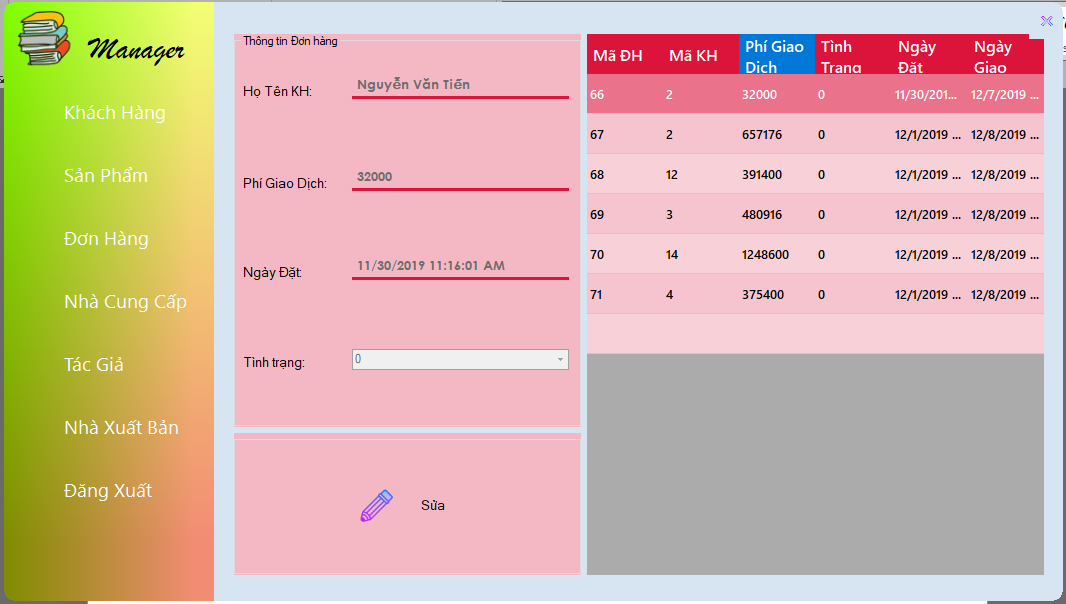 Manager
Khách Hàng
Sản Phẩm
Đơn Hàng
Nhà Cung Cấp
Tác Giả
Nhà Xuất Bản
Đăng Xuất
Thông tin Đơn hàng
Họ Tên KH: Nguyễn Văn Tiến
Phí Giao Dịch: 32000
Ngày Đặt: 11/30/2019 11:16:01 AM
Tình trạng: 0
Sửa
Mã ĐH Mã KH Phí Giao Dịch Tình Trang Ngày Đặt Ngày Giao
66 2 32000 0 11/30/201... 12/7/2019 ...
67 2 657176 0 12/1/2019 ... 12/8/2019 ...
68 12 391400 0 12/1/2019 ... 12/8/2019 ...
69 3 480916 0 12/1/2019 ... 12/8/2019 ...
70 14 1248600 0 12/1/2019 ... 12/8/2019 ...
71 4 375400 0 12/1/2019 ... 12/8/2019 ...